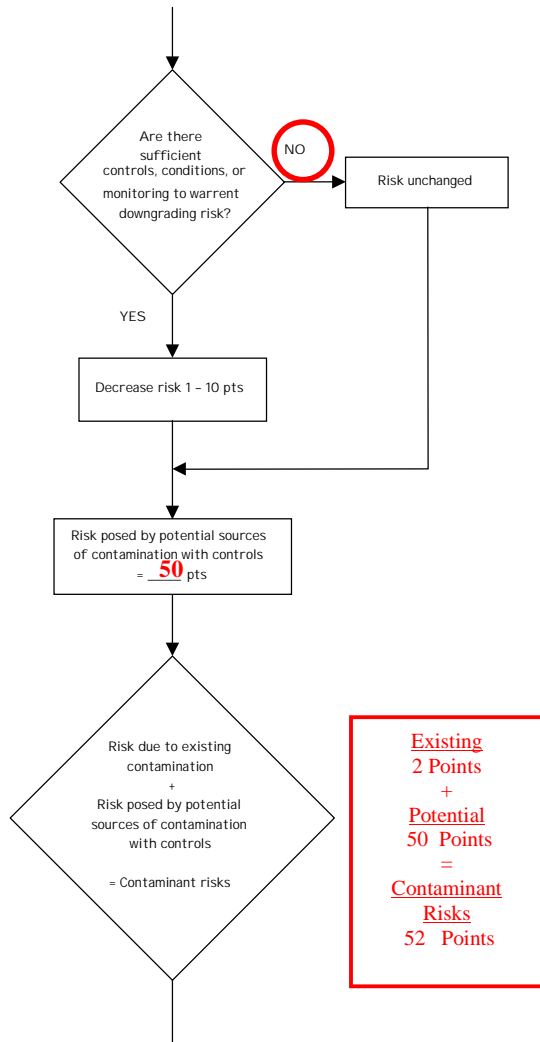 Are there
sufficient
controls, conditions, or
monitoring to warrent
downgrading risk?
NO
Risk unchanged
YES
Decrease risk 1 – 10 pts
Risk posed by potential sources
of contamination with controls
= 50 pts
Risk due to existing
contamination
+
Risk posed by potential
sources of contamination
with controls
= Contaminant risks
Existing
2 Points
+
Potential
50 Points
=
Contaminant
Risks
52 Points